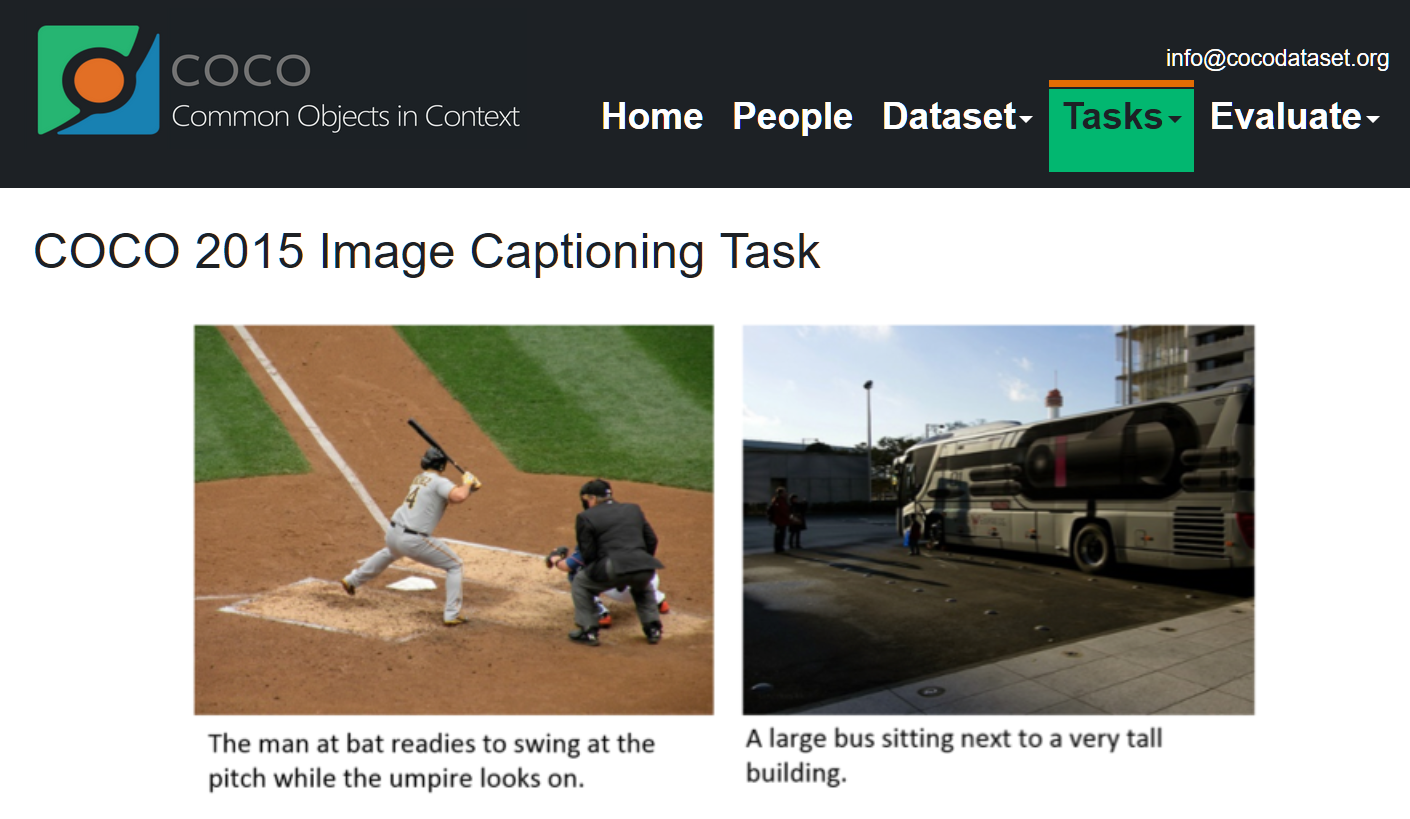 COCO
Common Objects in Context
info@cocodataset.org
Home People Dataset Tasks Evaluate
COCO 2015 Image Captioning Task
4
The man at bat readies to swing at the
pitch while the umpire looks on.
A large bus sitting next to a very tall
building.